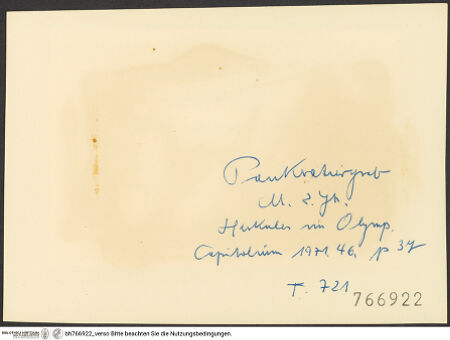 Pankratiergrab
M. 2. Jh.
Herkules im Olymp.
Capitolium 1971. 46, p 37
T. 721
766922
bh766922_verso Bitte beachten Sie die Nutzungsbedingungen.